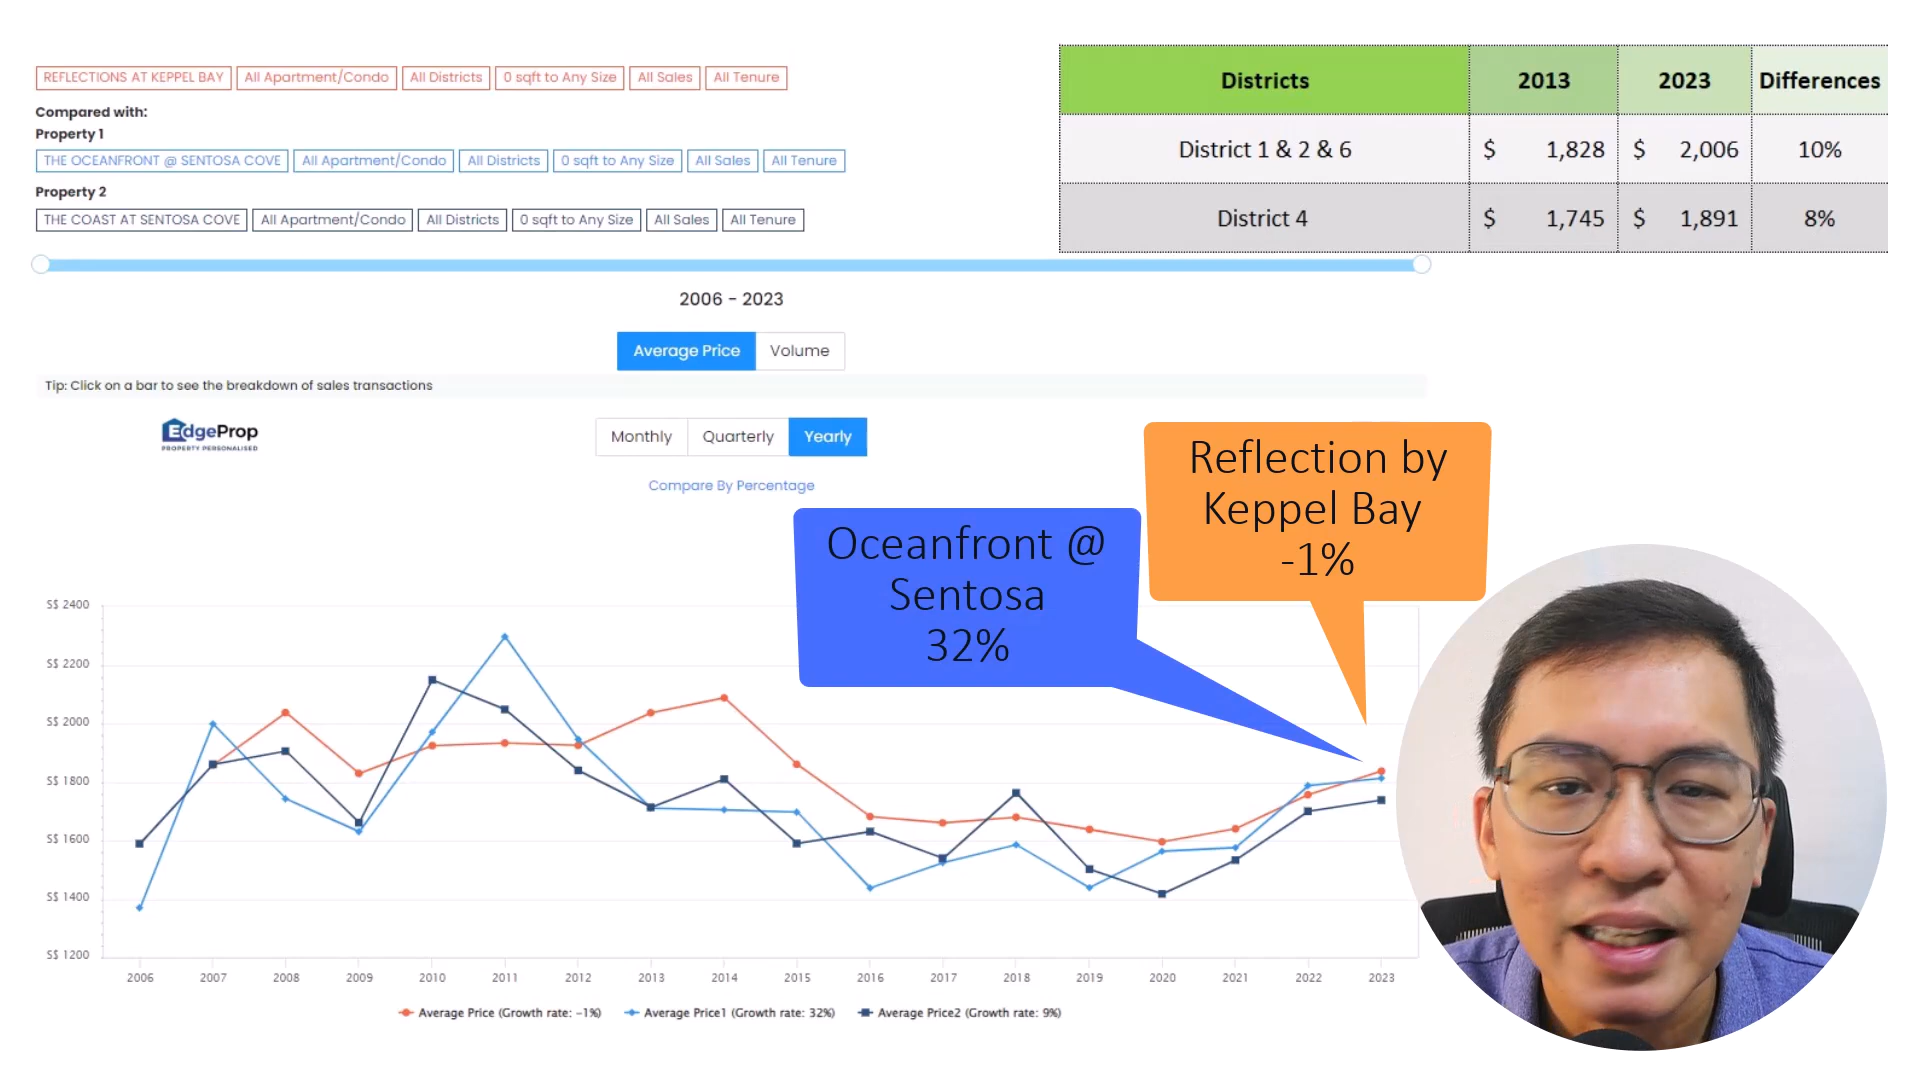 REFLECTIONS AT KEPPEL BAY All Apartment/Condo All Districts 0 sqft to Any Size All Sales All Tenure
Compared with:
Property 1
THE OCEANFRONT @ SENTOSA COVE All Apartment/Condo All Districts 0 sqft to Any Size All Sales All Tenure
Property 2
THE COAST AT SENTOSA COVE All Apartment/Condo All Districts 0 sqft to Any Size All Sales All Tenure
Districts 2013 2023 Differences
District 1 & 2 & 6 $ 1,828 $ 2,006 10%
District 4 $ 1,745 $ 1,891 8%
2006 - 2023
Average Price Volume
Tip: Click on a bar to see the breakdown of sales transactions
EdgeProp
PROPERTY PERSONALISED
Monthly Quarterly Yearly
Compare By Percentage
Oceanfront @
Sentosa
32%
Reflection by
Keppel Bay
-1%
S$ 2400
S$ 2200
S$ 2000
S$ 1800
S$ 1600
S$ 1400
S$ 1200
2006 2007 2008 2009 2010 2011 2012 2013 2014 2015 2016 2017 2018 2019 2020 2021 2022 2023
Average Price (Growth rate: -1%) Average Price1 (Growth rate: 32%) Average Price2 (Growth rate: 9%)